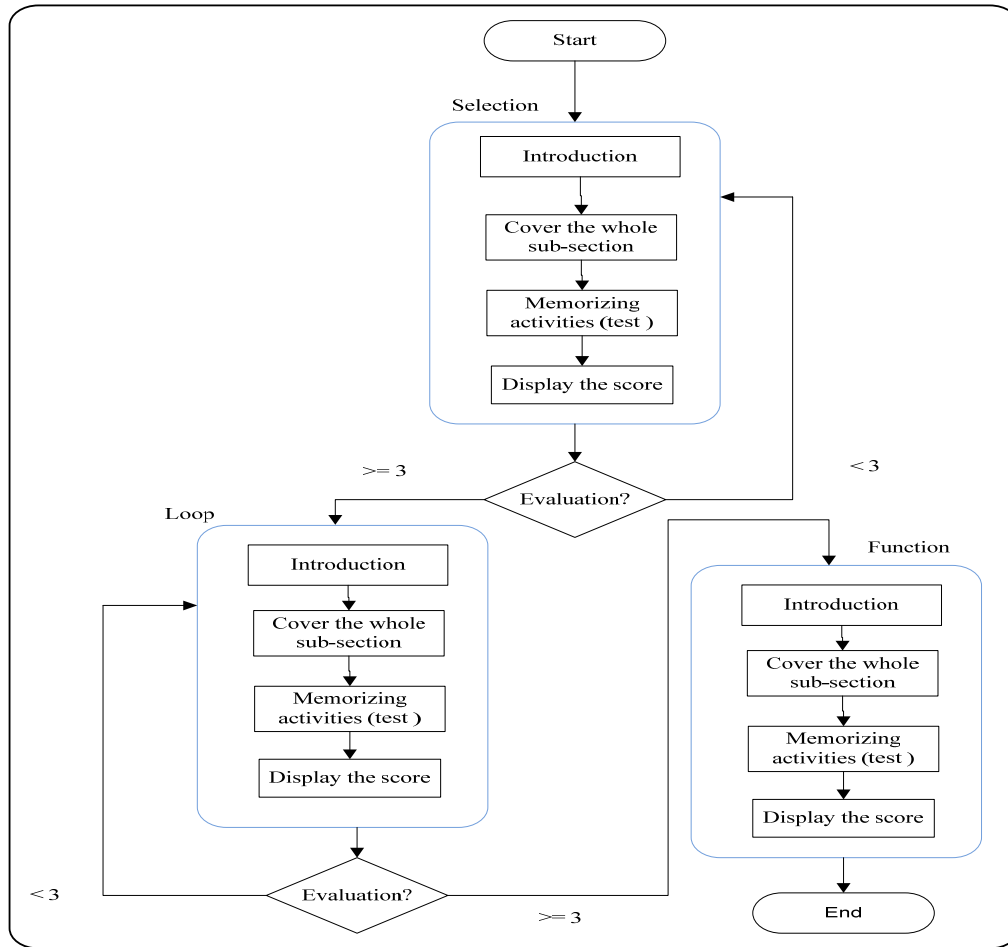 Start
Selection
Introduction
Cover the whole
sub-section
Memorizing
activities (test )
Display the score
>= 3
< 3
Evaluation?
Loop
Introduction
Cover the whole
sub-section
Memorizing
activities (test )
Display the score
< 3
Evaluation?
>= 3
Function
Introduction
Cover the whole
sub-section
Memorizing
activities (test )
Display the score
End